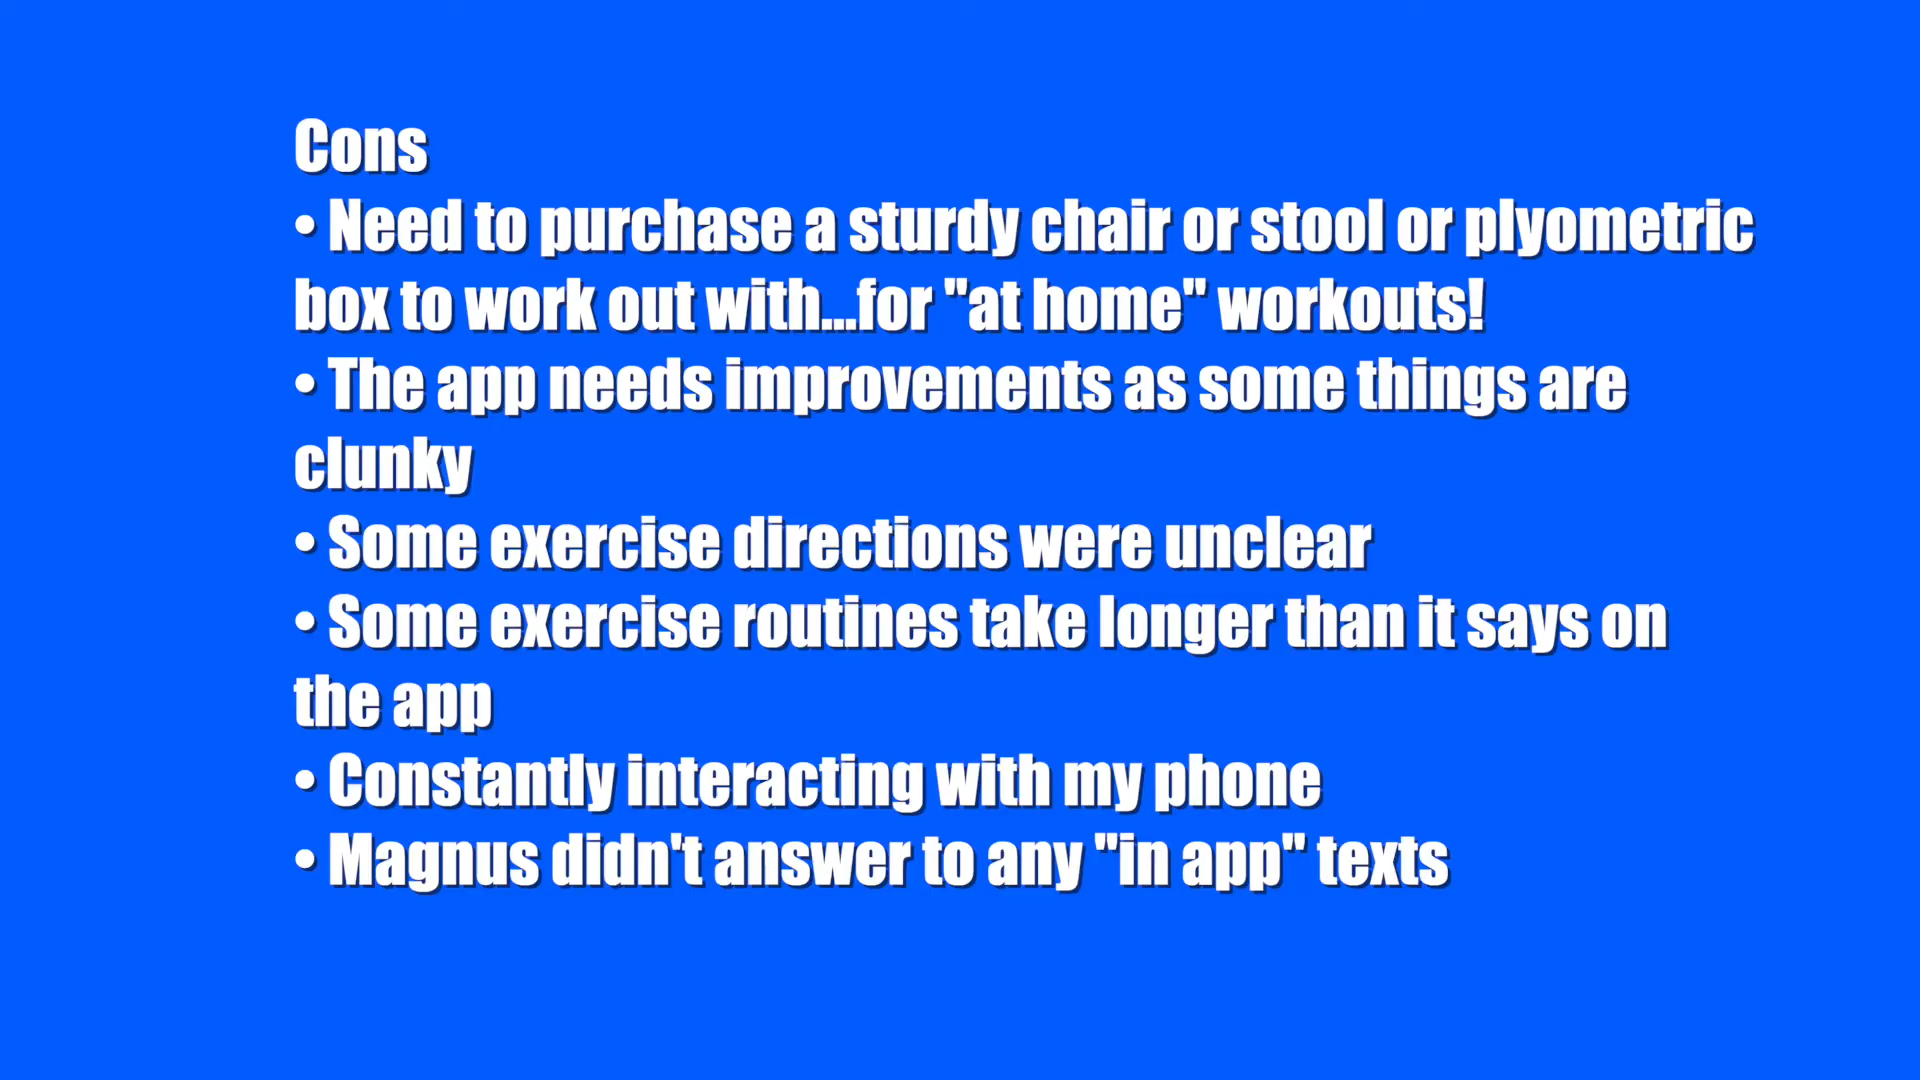 Cons
• Need to purchase a sturdy chair or stool or plyometric
box to work out with...for "at home" workouts!
• The app needs improvements as some things are
clunky
• Some exercise directions were unclear
• Some exercise routines take longer than it says on
the app
• Constantly interacting with my phone
• Magnus didn't answer to any "in app" texts